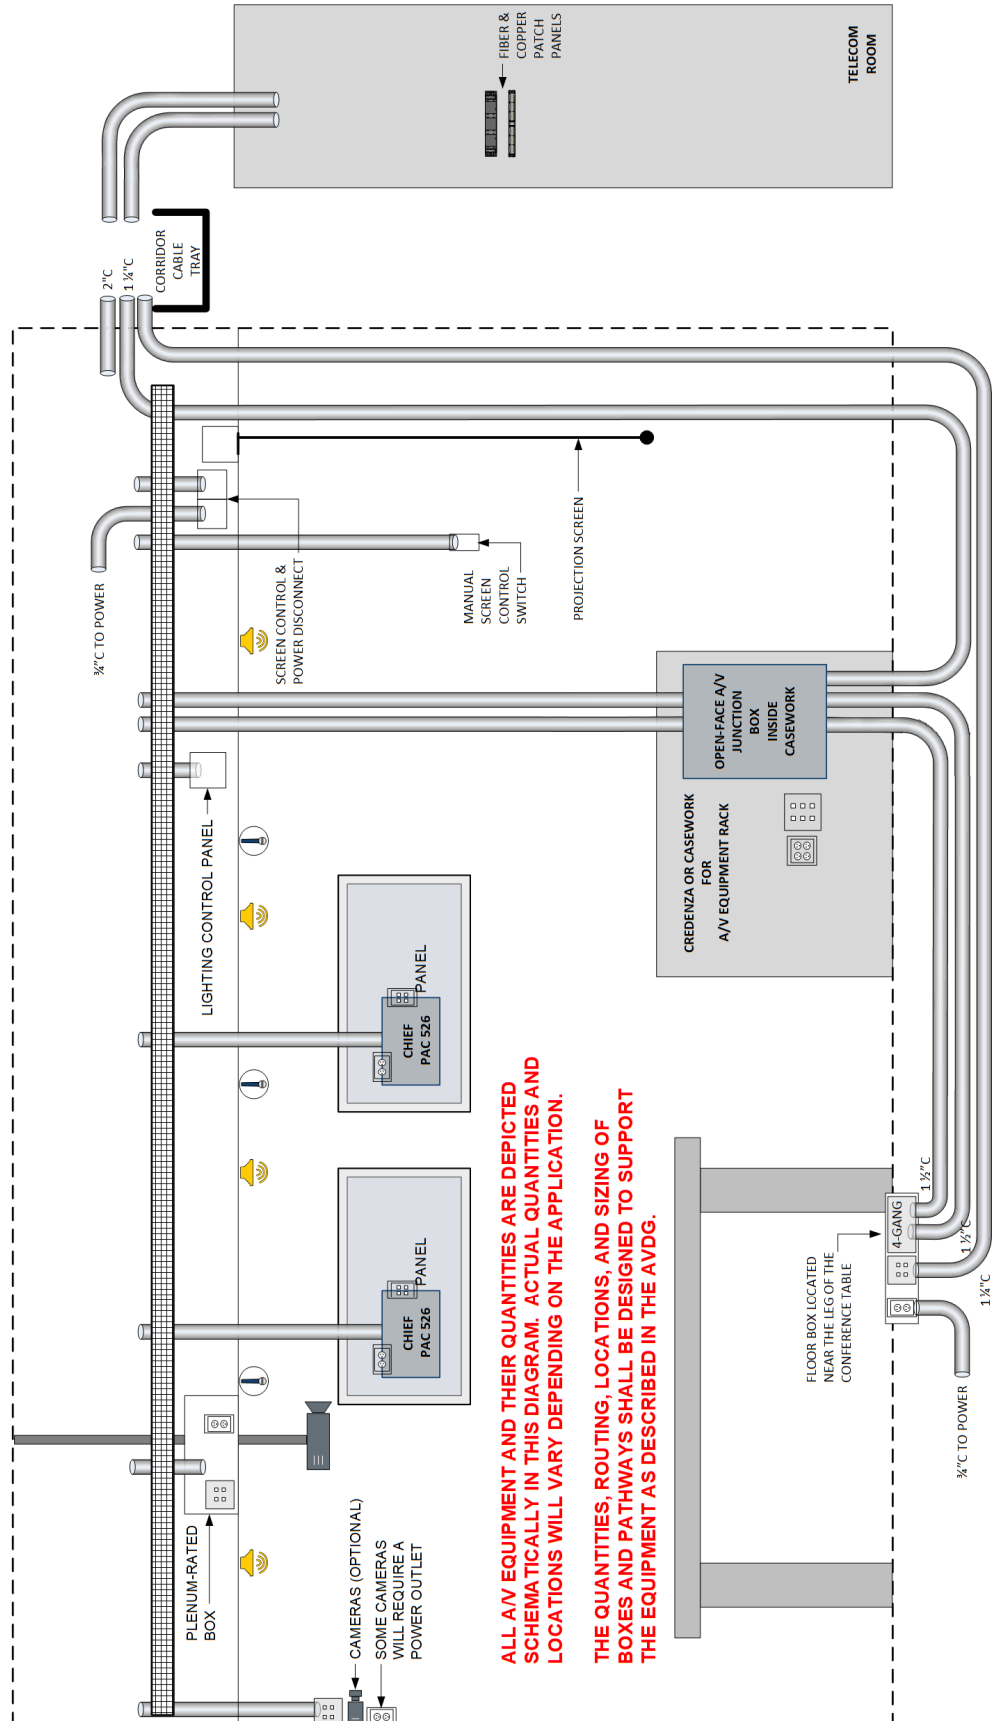 ¾"C TO POWER
2"C
1 ¼"C
CORRIDOR
CABLE
TRAY
FIBER &
COPPER
PATCH
PANELS
TELECOM
ROOM
PLENUM-RATED
BOX
LIGHTING CONTROL PANEL
SCREEN CONTROL &
POWER DISCONNECT
MANUAL
SCREEN
CONTROL
SWITCH
PROJECTION SCREEN
CAMERAS (OPTIONAL)
SOME CAMERAS
WILL REQUIRE A
POWER OUTLET
CHIEF
PAC 526
PANEL
CHIEF
PAC 526
PANEL
ALL A/V EQUIPMENT AND THEIR QUANTITIES ARE DEPICTED
SCHEMATICALLY IN THIS DIAGRAM. ACTUAL QUANTITIES AND
LOCATIONS WILL VARY DEPENDING ON THE APPLICATION.
THE QUANTITIES, ROUTING, LOCATIONS, AND SIZING OF
BOXES AND PATHWAYS SHALL BE DESIGNED TO SUPPORT
THE EQUIPMENT AS DESCRIBED IN THE AVDG.
CREDENZA OR CASEWORK
FOR
A/V EQUIPMENT RACK
OPEN-FACE A/V
JUNCTION
BOX
INSIDE
CASEWORK
FLOOR BOX LOCATED
NEAR THE LEG OF THE
CONFERENCE TABLE
4-GANG
1 ½"C
1 ½"C
1 ¼"C
¾"C TO POWER